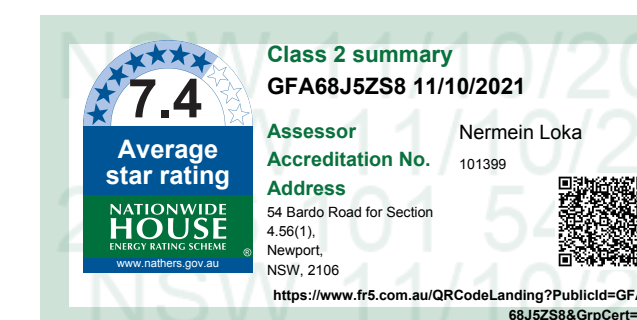 7.4
Average
star rating
NATIONWIDE
HOUSE
ENERGY RATING SCHEME
®
www.nathers.gov.au
Class 2 summary
GFA68J5ZS8 11/10/2021
Assessor Nermein Loka
Accreditation No. 101399
Address
54 Bardo Road for Section
4.56(1),
Newport,
NSW, 2106
https://www.fr5.com.au/QRCodeLanding?PublicId=GFA
68J5ZS8&GrpCert=